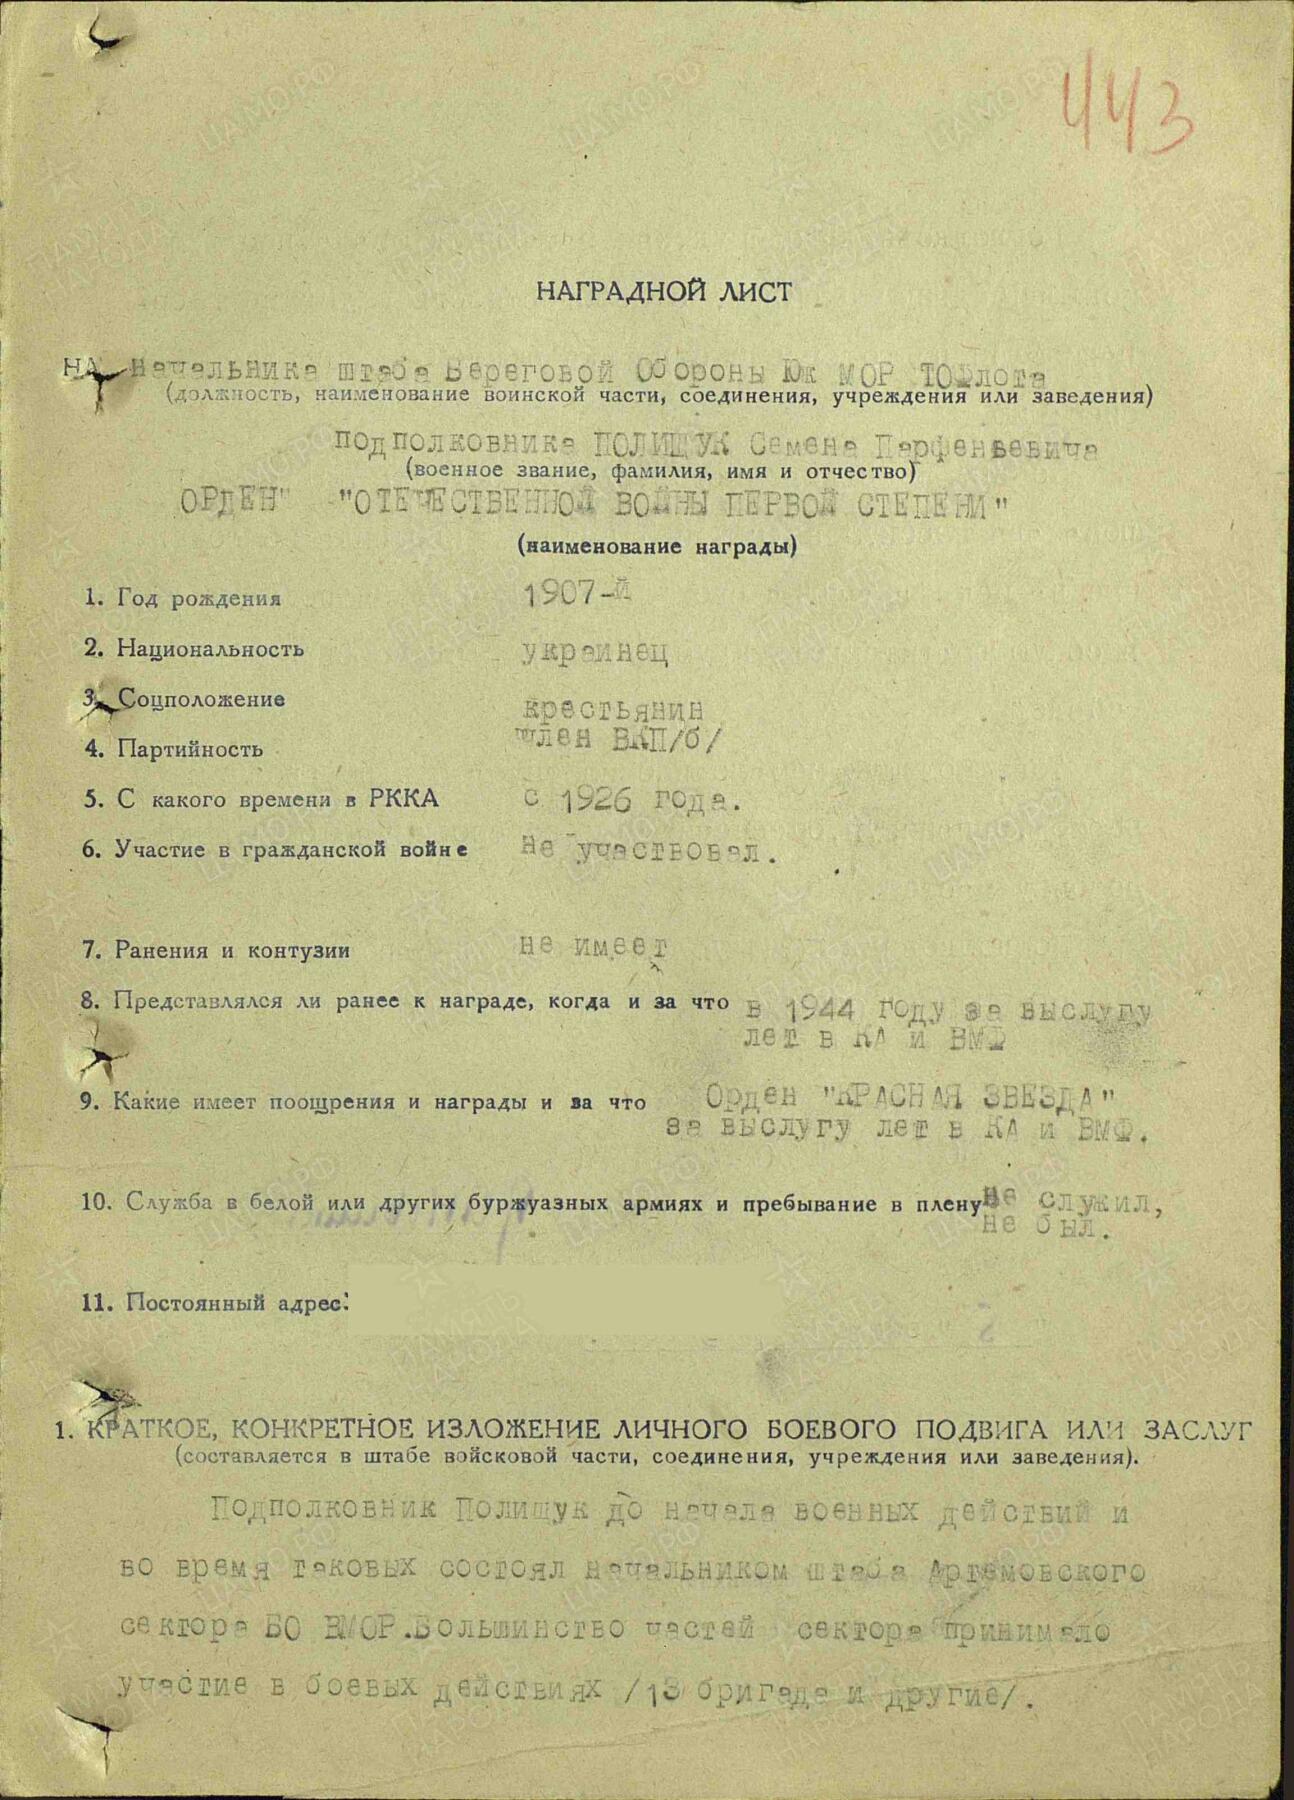 443
НАГРАДНОЙ ЛИСТ
НА Начальника штаба Береговой Обороны Юж МОР ТОФлота
(должность, наименование воинской части, соединения, учреждения или заведения)
подполковника ПОЛИЩУК Семена Парфеньевича
(военное звание, фамилия, имя и отчество)
ОРДЕН" "ОТЕЧЕСТВЕННОЙ ВОЙНЫ ПЕРВОЙ СТЕПЕНИ"
(наименование награды)
1. Год рождения 1907-й
2. Национальность украинец
3. Соцположение крестьянин
4. Партийность член ВКП/б/
5. С какого времени в РККА с 1926 года.
6. Участие в гражданской войне не участвовал.
7. Ранения и контузии не имеет
8. Представлялся ли ранее к награде, когда и за что в 1944 году за выслугу
лет в КА и ВМФ
9. Какие имеет поощрения и награды и за что Орден "КРАСНАЯ ЗВЕЗДА"
за выслугу лет в КА и ВМФ.
10. Служба в белой или других буржуазных армиях и пребывание в плену не служил,
не был.
11. Постоянный адрес:
1. КРАТКОЕ, КОНКРЕТНОЕ ИЗЛОЖЕНИЕ ЛИЧНОГО БОЕВОГО ПОДВИГА ИЛИ ЗАСЛУГ
(составляется в штабе войсковой части, соединения, учреждения или заведения).
Подполковник Полищук до начала военных действий и
во время таковых состоял начальником штаба Артемовского
сектора БО ВМОР.Большинство частей сектора принимало
участие в боевых действиях /13 бригада и другие/.